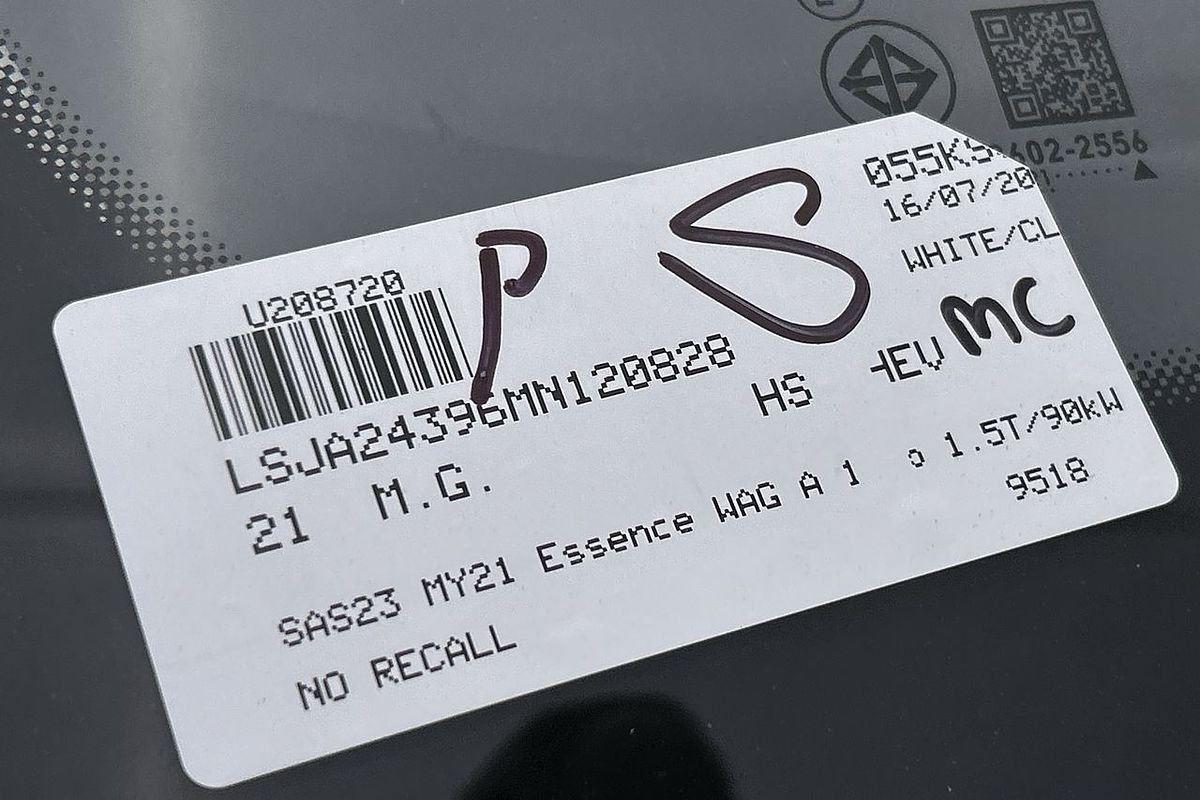 602-2556
055KS
16/07/20
WHITE/CL
U208720
P S
MC
LSJA24396MN120828
HS HEV
21 M.G.
SAS23 MY21 Essence WAG A 1 o 1.5T/90kW
9518
NO RECALL